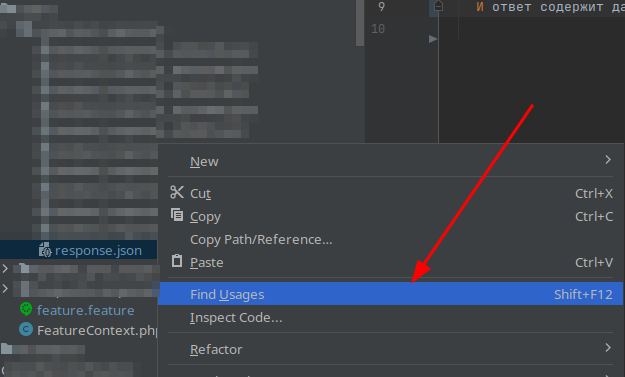 9
И ответ содержит да
10
New
Cut Ctrl+X
Copy Ctrl+C
Copy Path/Reference...
Paste Ctrl+V
response.json
Find Usages Shift+F12
feature.feature
Inspect Code...
FeatureContext.ph
Refactor